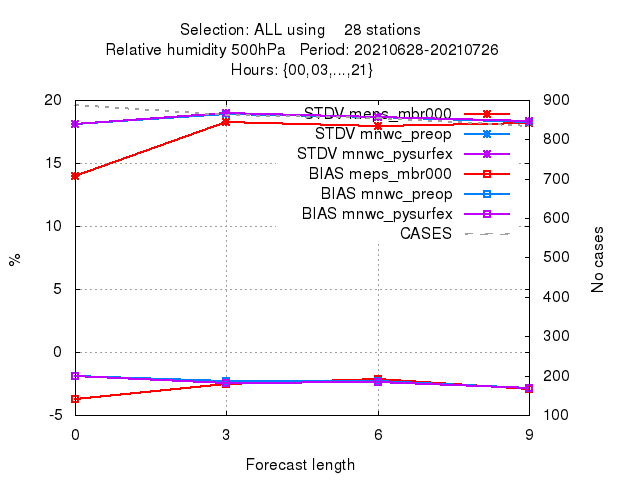 Selection: ALL using    28 stations
Relative humidity 500hPa   Period: 20210628-20210726
Hours: {00,03,...,21}
20
15
10
5
0
-5
%
STDV meps_mbr000
STDV mnwc_preop
STDV mnwc_pysurfex
BIAS meps_mbr000
BIAS mnwc_preop
BIAS mnwc_pysurfex
CASES
900
800
700
600
500
400
300
200
100
No cases
0 3 6 9
Forecast length